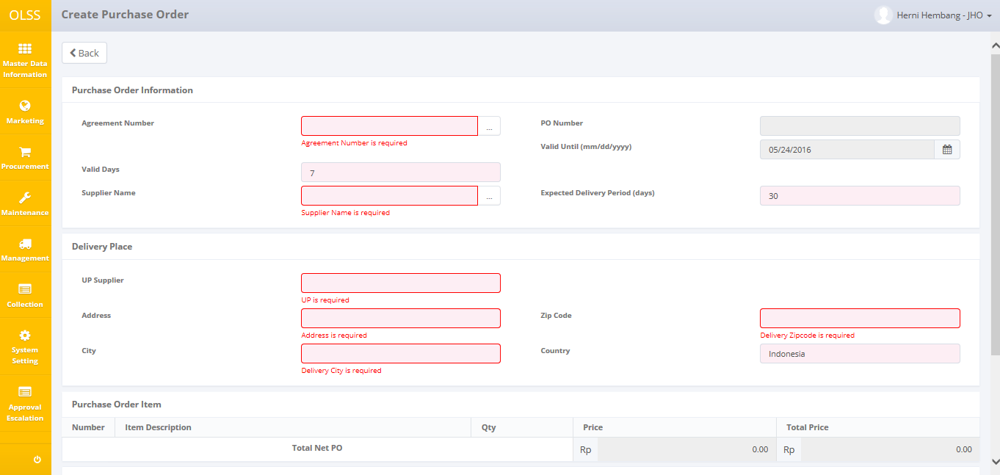 OLSS
Create Purchase Order
Herni Hembang - JHO
Master Data
Information
Marketing
Procurement
Maintenance
Management
Collection
System
Setting
Approval
Escalation
Back
Purchase Order Information
Agreement Number
...
Agreement Number is required
PO Number
Valid Until (mm/dd/yyyy)
05/24/2016
Valid Days
7
Supplier Name
...
Supplier Name is required
Expected Delivery Period (days)
30
Delivery Place
UP Supplier
UP is required
Address
Address is required
Zip Code
Delivery Zipcode is required
City
Delivery City is required
Country
Indonesia
Purchase Order Item
Number Item Description Qty Price Total Price
Total Net PO Rp 0.00 Rp 0.00